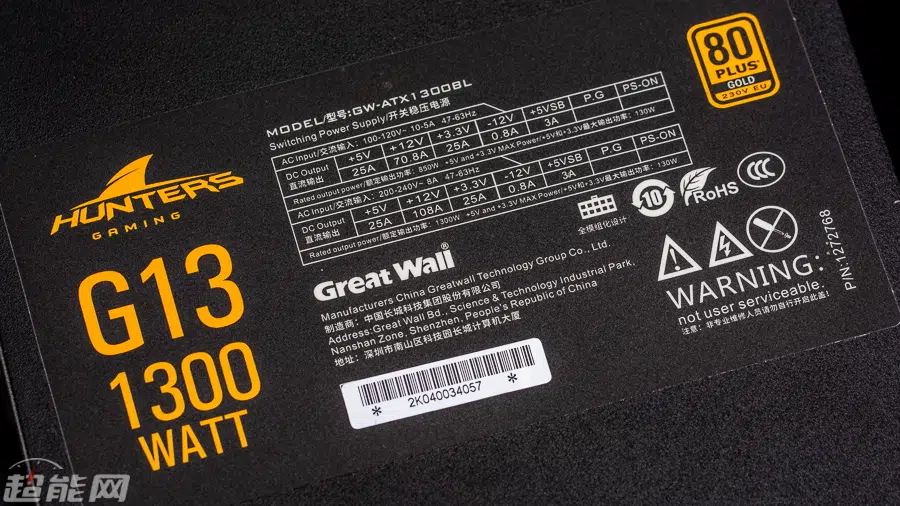 HUNTERS
GAMING
G13
1300
WATT
MODEL/型号:GW-ATX1300BL
Switching Power Supply/开关稳压电源
AC Input/交流输入: 100-120V~ 10-5A 47-63Hz
DC Output 直流输出 +5V +12V +3.3V -12V +5VSB P.G PS-ON
25A 70.8A 25A 0.8A 3A
Rated output power/额定输出功率: 850W +5V and +3.3V MAX Power/+5V和+3.3V最大输出功率: 130W
AC Input/交流输入: 200-240V~ 8A 47-63Hz
DC Output 直流输出 +5V +12V +3.3V -12V +5VSB P.G PS-ON
25A 108A 25A 0.8A 3A
Rated output power/额定输出功率: 1300W +5V and +3.3V MAX Power/+5V和+3.3V最大输出功率: 130W
80
PLUS
GOLD
230V EU
全模组化设计
10
RoHS
CCC
Great Wall®
Manufacturers China Greatwall Technology Group Co., Ltd.
制造商: 中国长城科技集团股份有限公司
Address: Great Wall Bd., Science & Technology Industrial Park,
Nanshan Zone, Shenzhen, People's Republic of China
地址: 深圳市南山区科技园长城计算机大厦
WARNING:
not user serviceable.
注意: 非专业维修人员请勿自行开启此盖!
P/N:1272768
* 2K040034057 *
超能网